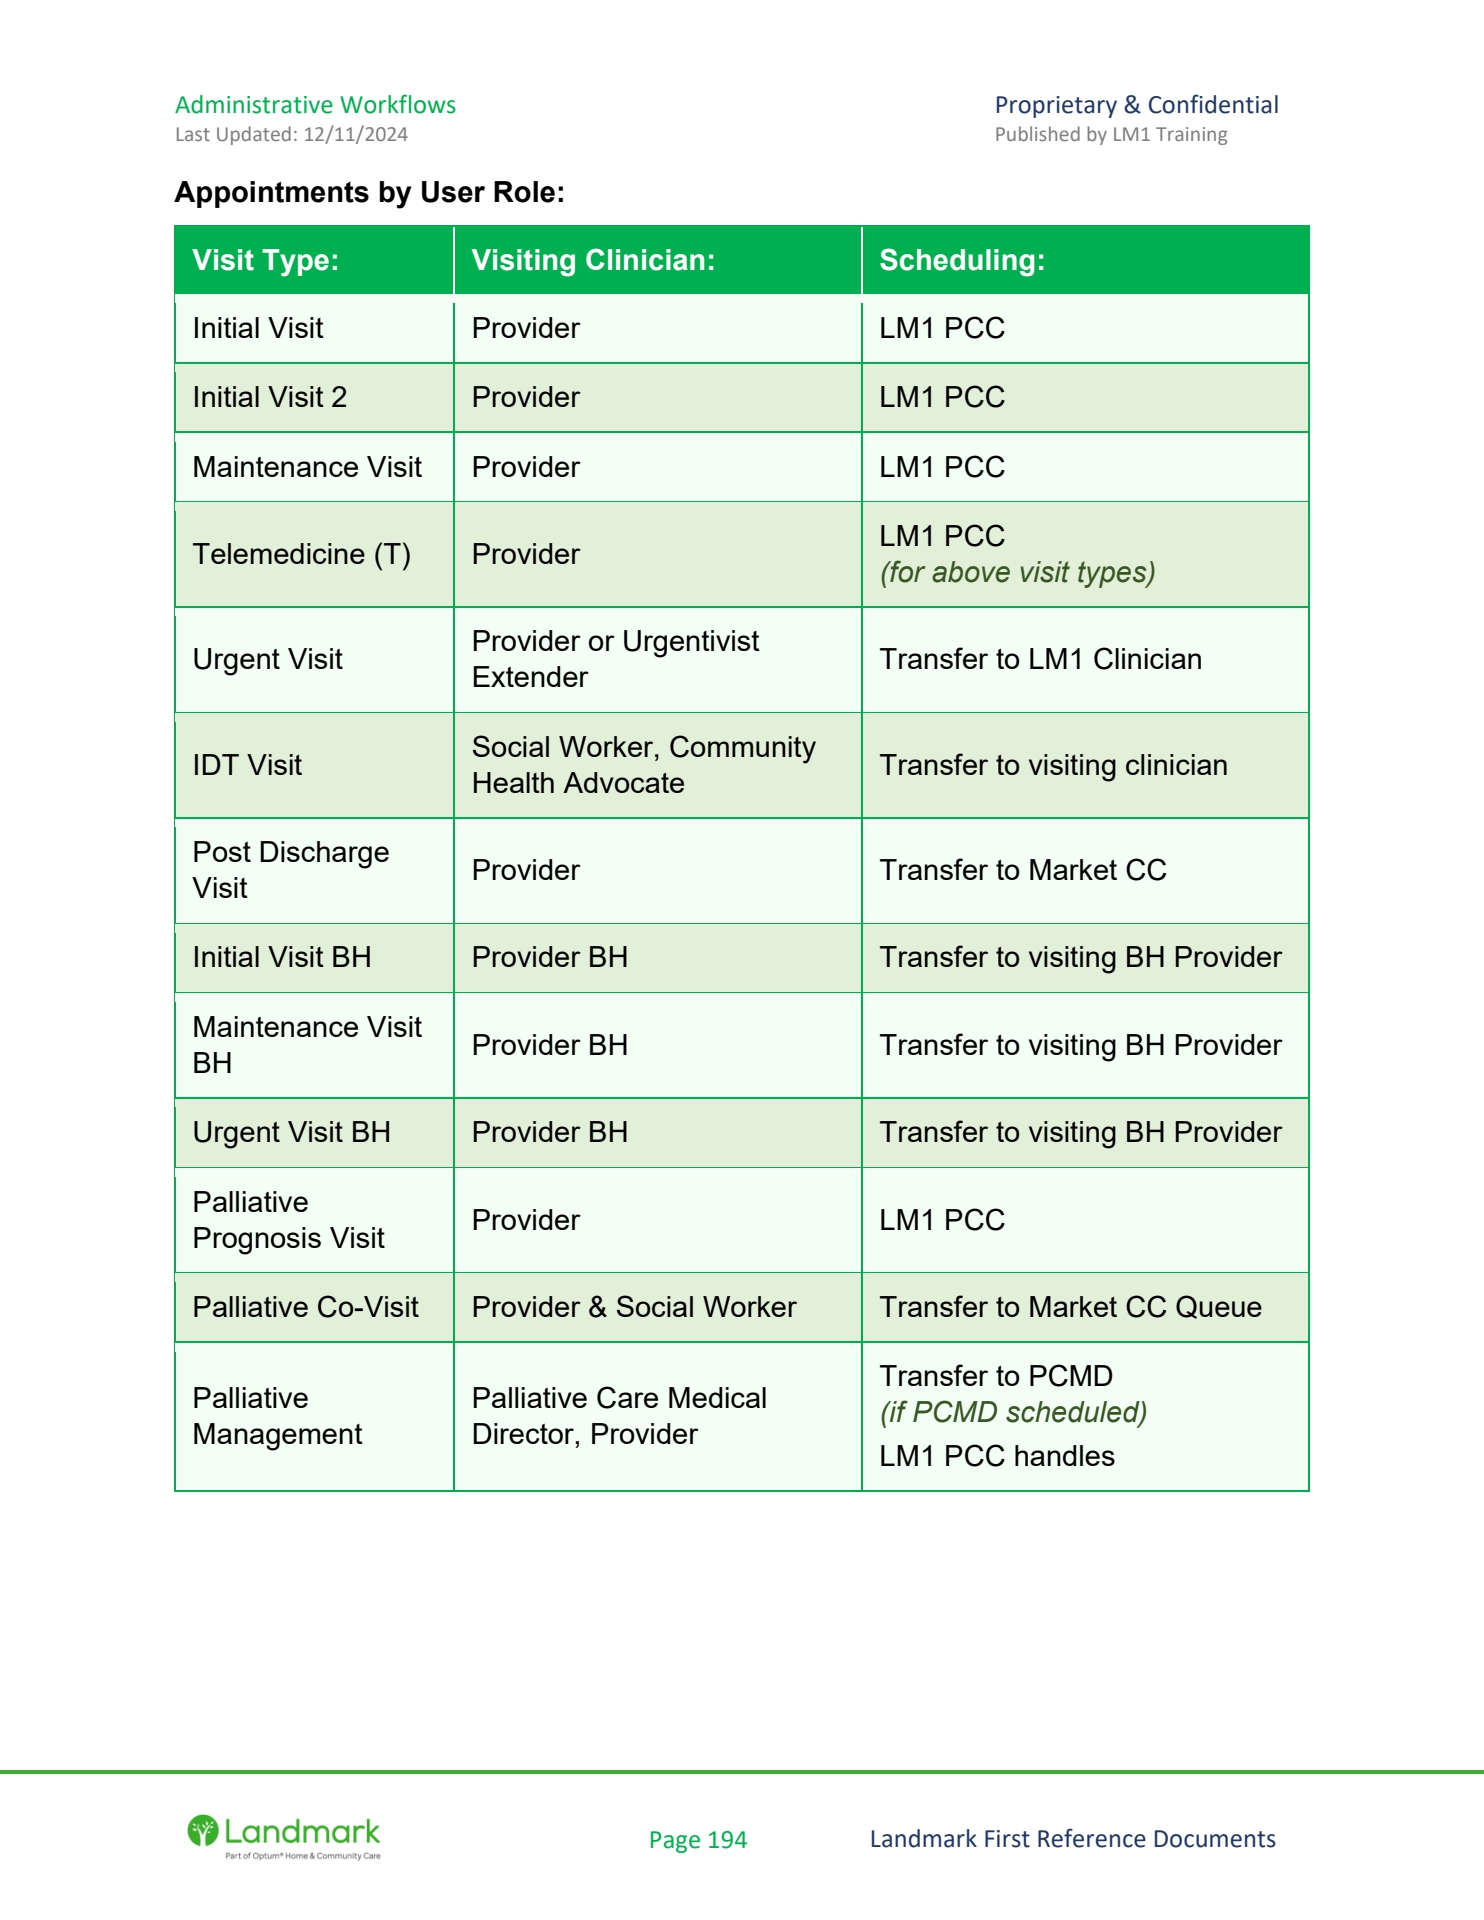 Administrative Workflows
Proprietary & Confidential
Last Updated: 12/11/2024
Published by LM1 Training
Appointments by User Role:
Visit Type: Visiting Clinician: Scheduling:
Initial Visit Provider LM1 PCC
Initial Visit 2 Provider LM1 PCC
Maintenance Visit Provider LM1 PCC
Telemedicine (T) Provider LM1 PCC
(for above visit types)
Urgent Visit Provider or Urgentivist
Extender
Transfer to LM1 Clinician
IDT Visit Social Worker, Community
Health Advocate
Transfer to visiting clinician
Post Discharge
Visit
Provider Transfer to Market CC
Initial Visit BH Provider BH Transfer to visiting BH Provider
Maintenance Visit
BH
Provider BH Transfer to visiting BH Provider
Urgent Visit BH Provider BH Transfer to visiting BH Provider
Palliative
Prognosis Visit
Provider LM1 PCC
Palliative Co-Visit Provider & Social Worker Transfer to Market CC Queue
Palliative
Management
Palliative Care Medical
Director, Provider
Transfer to PCMD
(if PCMD scheduled)
LM1 PCC handles
Landmark
Part of Optum® Home & Community Care
Page 194
Landmark First Reference Documents